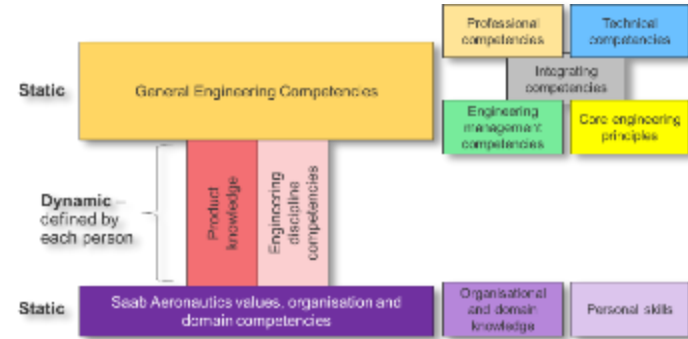 Professional
competencies
Technical
competencies
Static
General Engineering Competencies
Integrating
competencies
Engineering
management
competencies
Core engineering
principles
Dynamic –
defined by
each person
Product
knowledge
Engineering
discipline
competencies
Static
Saab Aeronautics values, organisation and
domain competencies
Organisational
and domain
knowledge
Personal skills